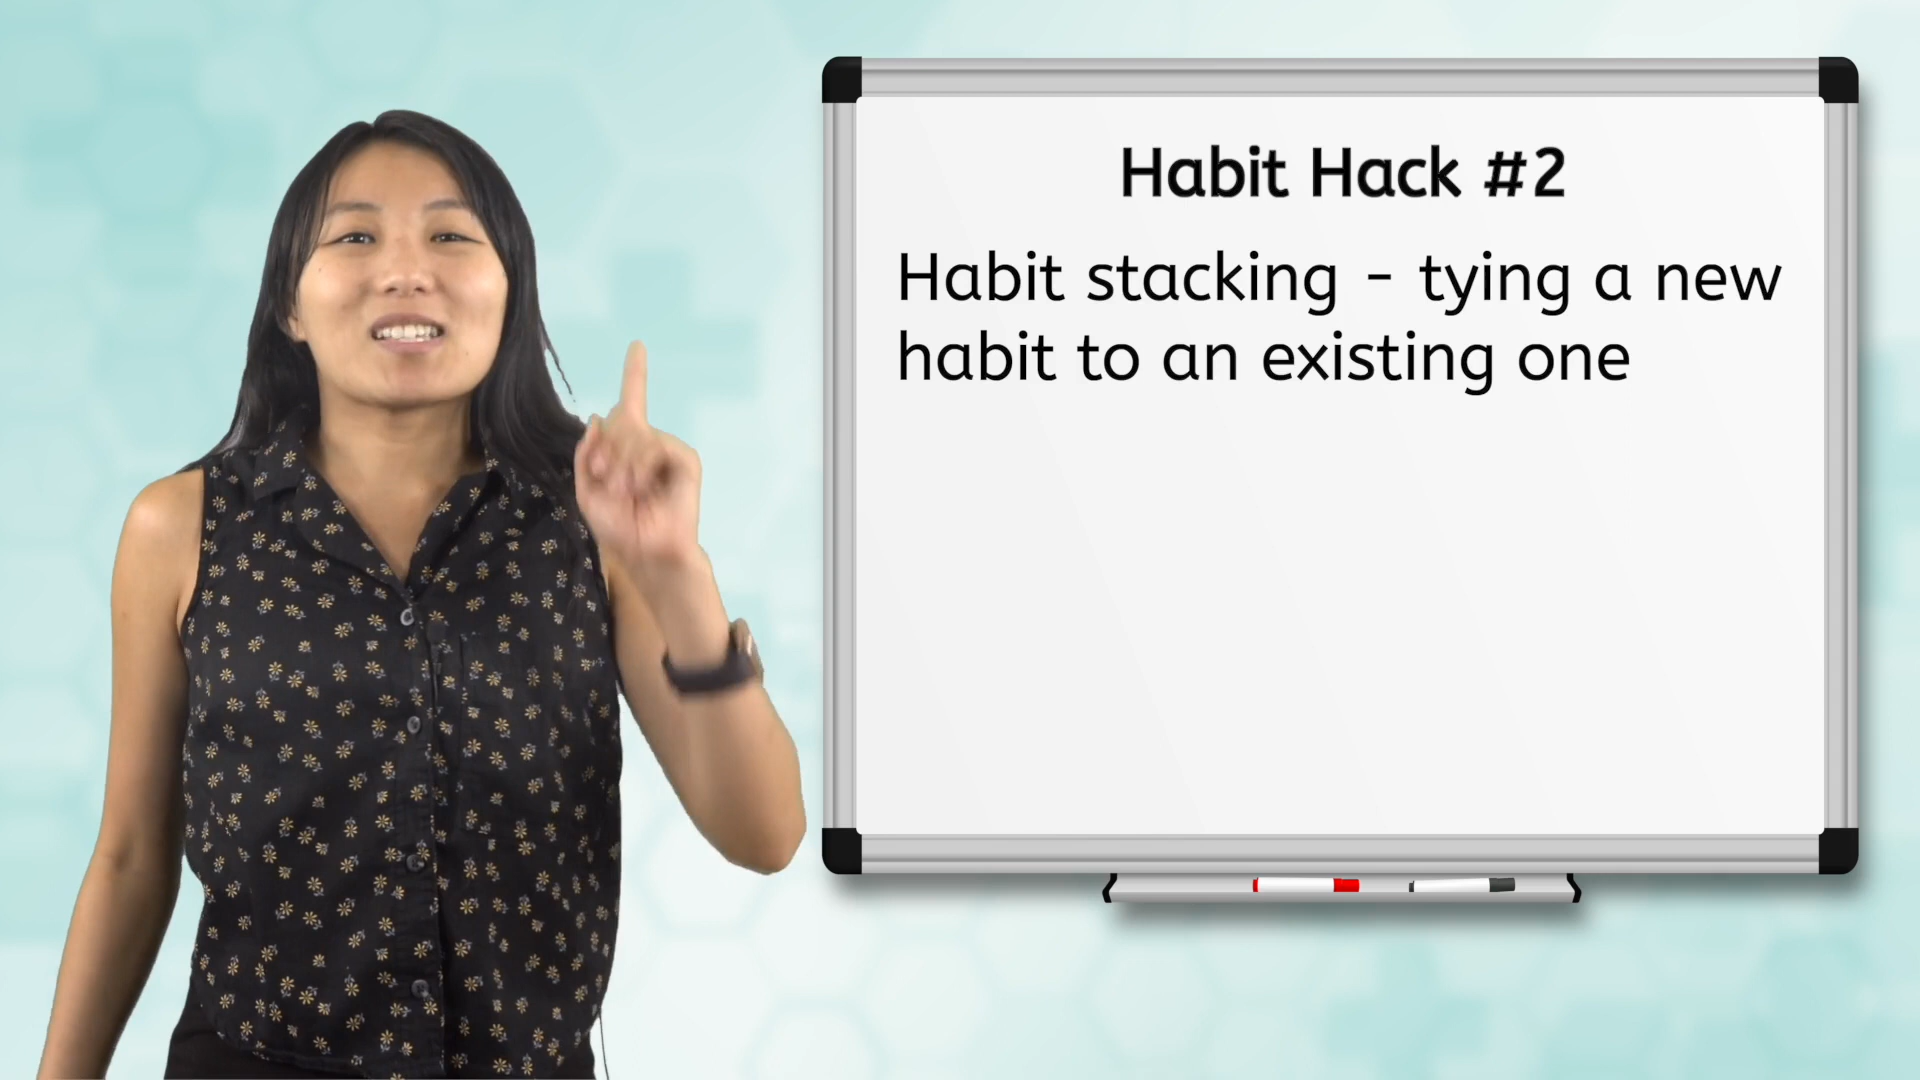 Habit Hack #2
Habit stacking - tying a new
habit to an existing one